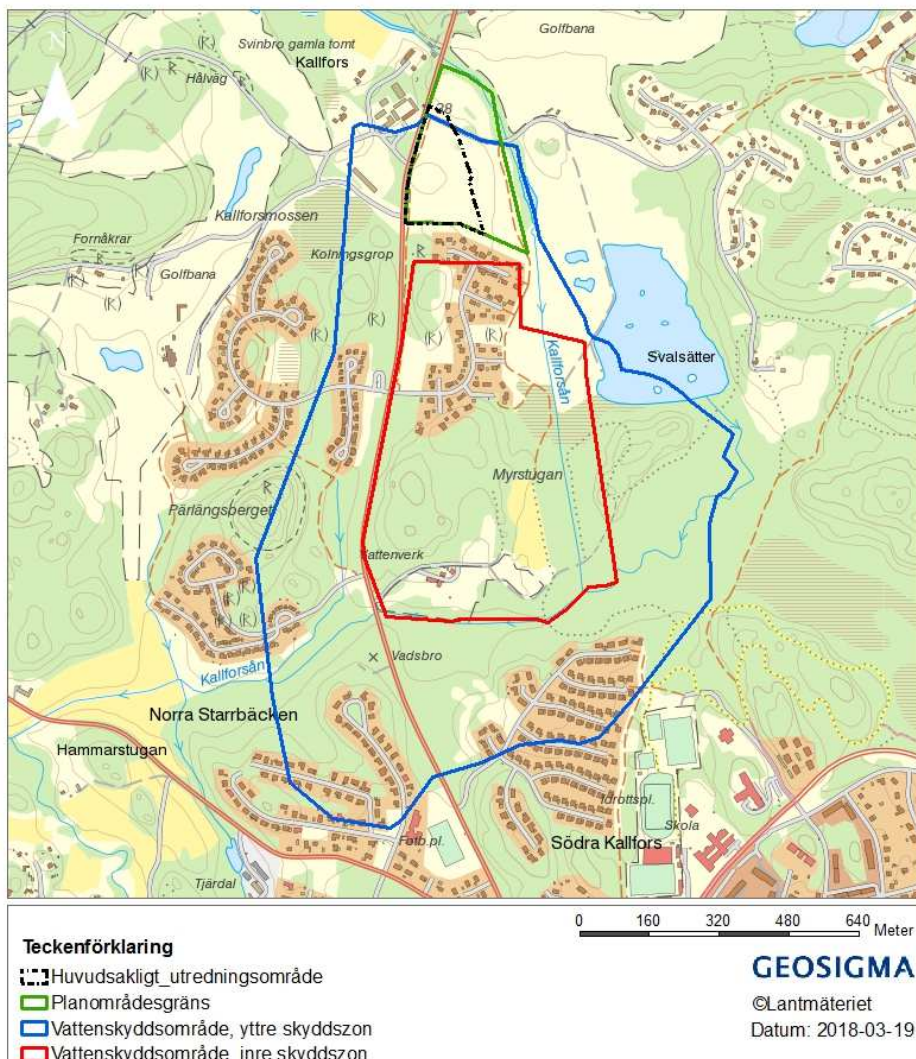 Golfbana
Svinbro gamla tomt
Kallfors
N
(R)
R
Hålväg
(R)
28
Kallforsmossen
Fornåkrar
R
Kolningsgrop
R
(R)
Golfbana
(R)
(R)
(R)
(R)
Kallforsån
Svalsätter
Myrstugan
R
Pärlängsberget
Vattenverk
(R)
(R)
(R)
Vadsbro
Kallforsån
Norra Starrbäcken
Hammarstugan
Idrottspl.
Skola
Fotb.pl.
Södra Kallfors
Tjärdal
0 160 320 480 640 Meter
Teckenförklaring
Huvudsakligt_utredningsområde
Planområdesgräns
Vattenskyddsområde, yttre skyddszon
Vattenskyddsområde, inre skyddszon
GEOSIGMA
©Lantmäteriet
Datum: 2018-03-19